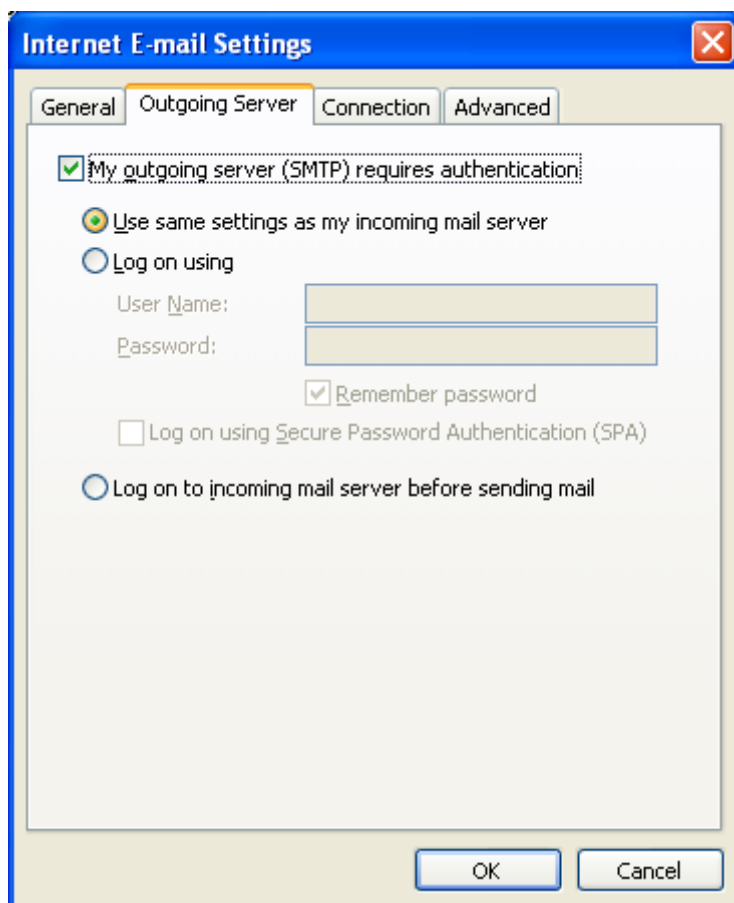 Internet E-mail Settings
General Outgoing Server Connection Advanced
My outgoing server (SMTP) requires authentication
Use same settings as my incoming mail server
Log on using
User Name:
Password:
Remember password
Log on using Secure Password Authentication (SPA)
Log on to incoming mail server before sending mail
OK Cancel